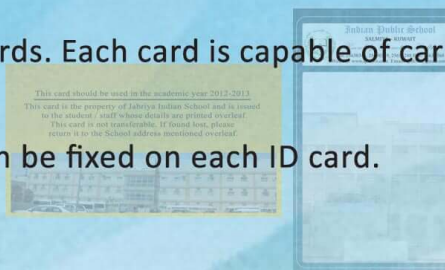 Indian Public School
SALMIYA - KUWAIT
rds. Each card is capable of car
This card should be used in the academic year 2012-2013
This card is the property of Jabriya Indian School and is issued
to the student / staff whose details are printed overleaf.
This card is not transferable. If found lost, please
return it to the School address mentioned overleaf.
n be fixed on each ID card.